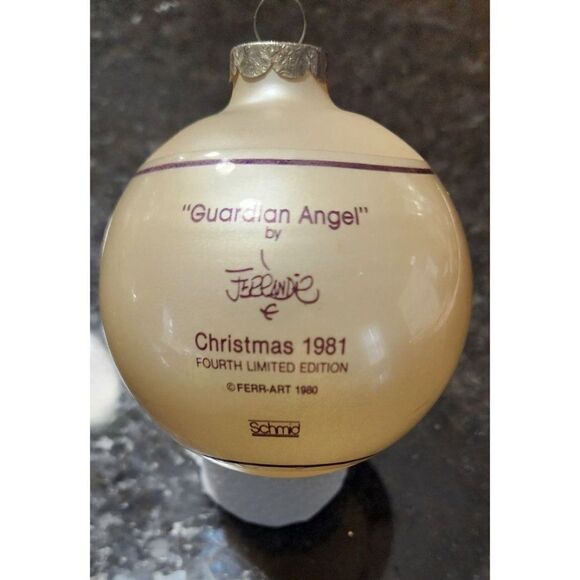 "Guardian Angel"
by
FERRANDIZ
Christmas 1981
FOURTH LIMITED EDITION
©FERR-ART 1980
Schmid